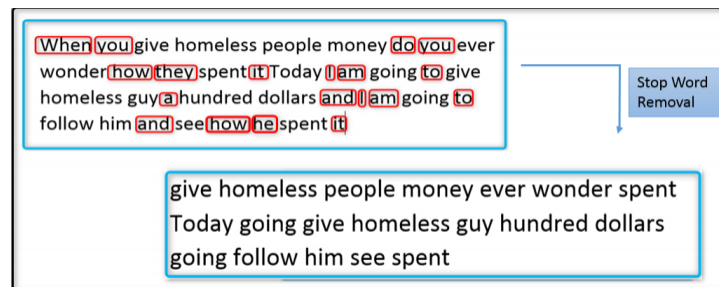 When you give homeless people money do you ever
wonder how they spent it Today I am going to give
homeless guy a hundred dollars and I am going to
follow him and see how he spent it
Stop Word
Removal
give homeless people money ever wonder spent
Today going give homeless guy hundred dollars
going follow him see spent